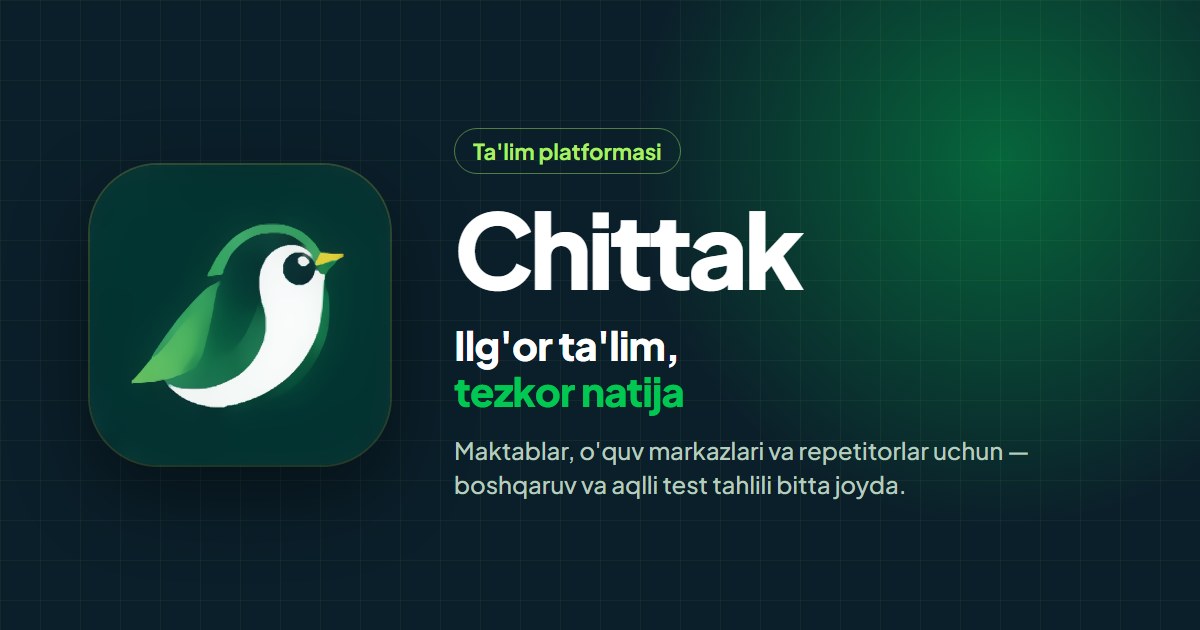 Ta'lim platformasi
Chittak
Ilg'or ta'lim,
tezkor natija
Maktablar, o'quv markazlari va repetitorlar uchun —
boshqaruv va aqlli test tahlili bitta joyda.